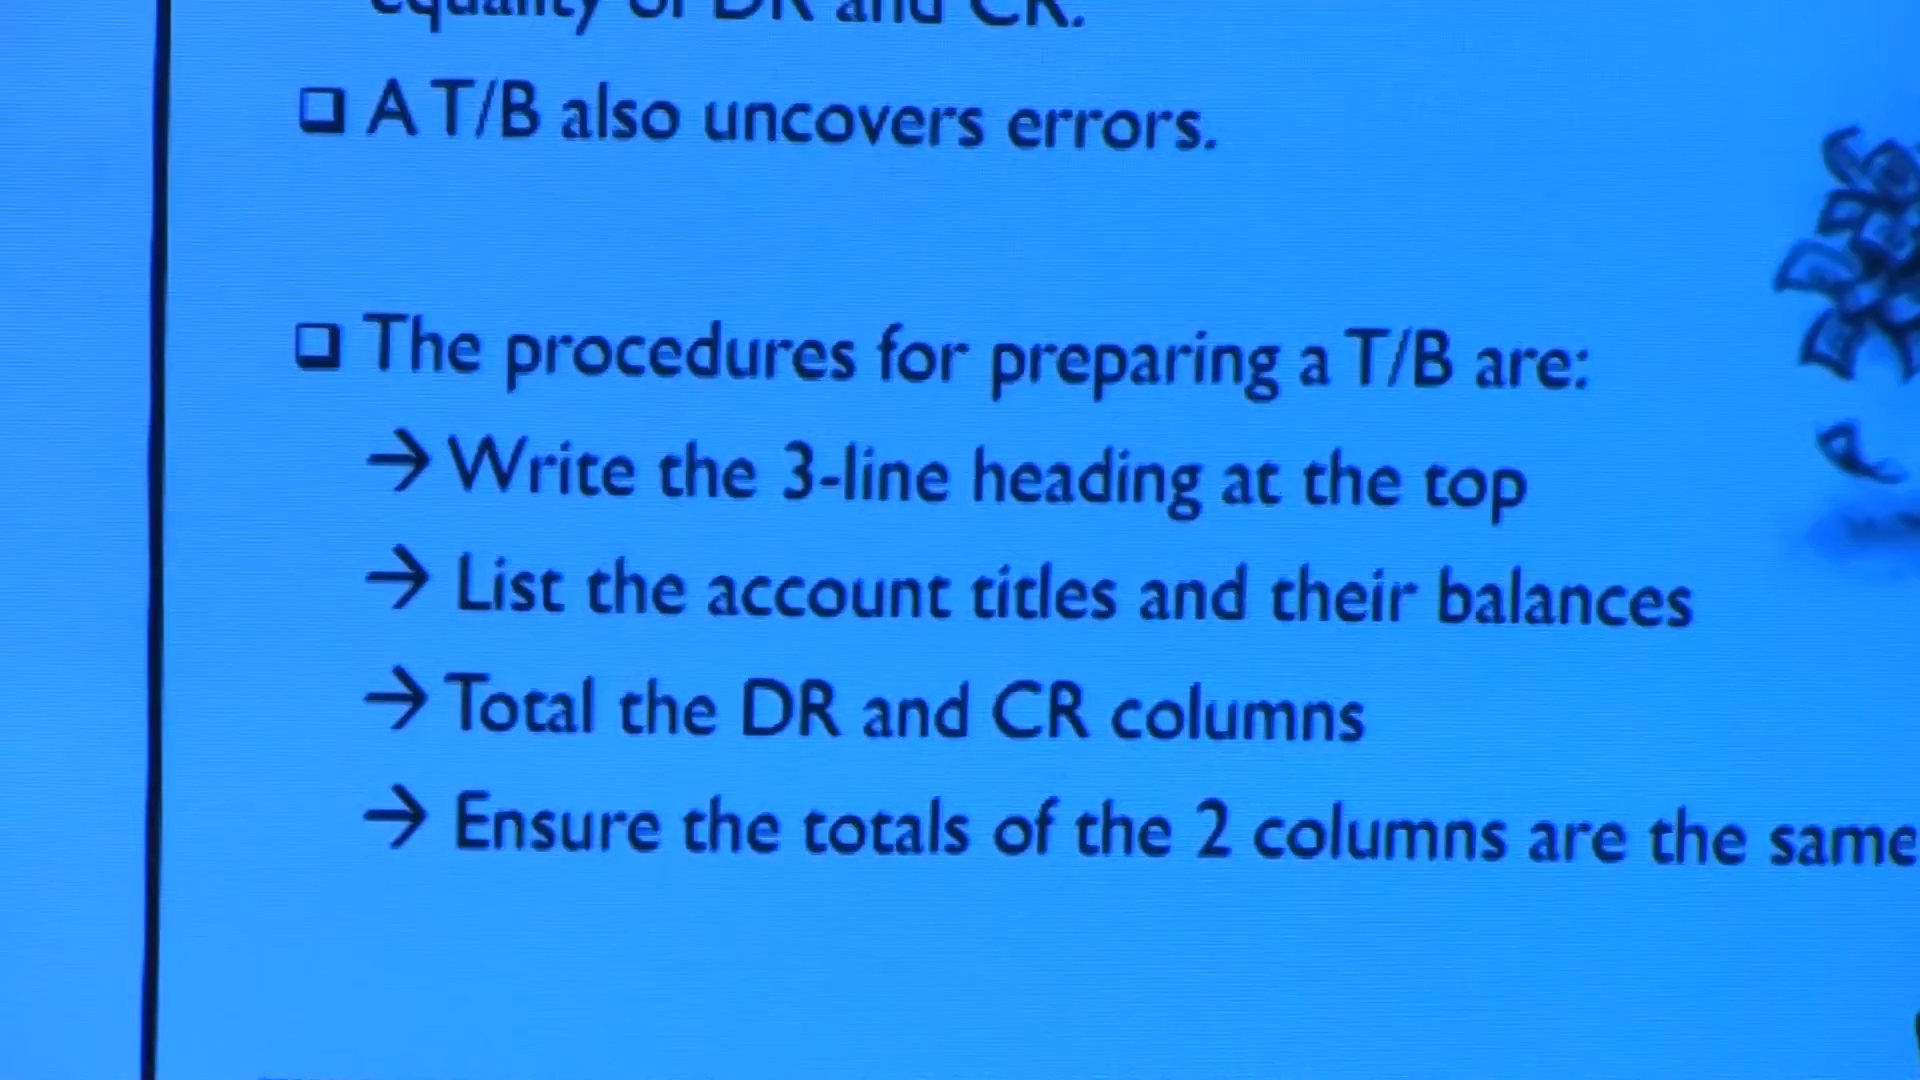 equality of DR and CR.
A T/B also uncovers errors.
The procedures for preparing a T/B are:
→ Write the 3-line heading at the top
→ List the account titles and their balances
→ Total the DR and CR columns
→ Ensure the totals of the 2 columns are the same